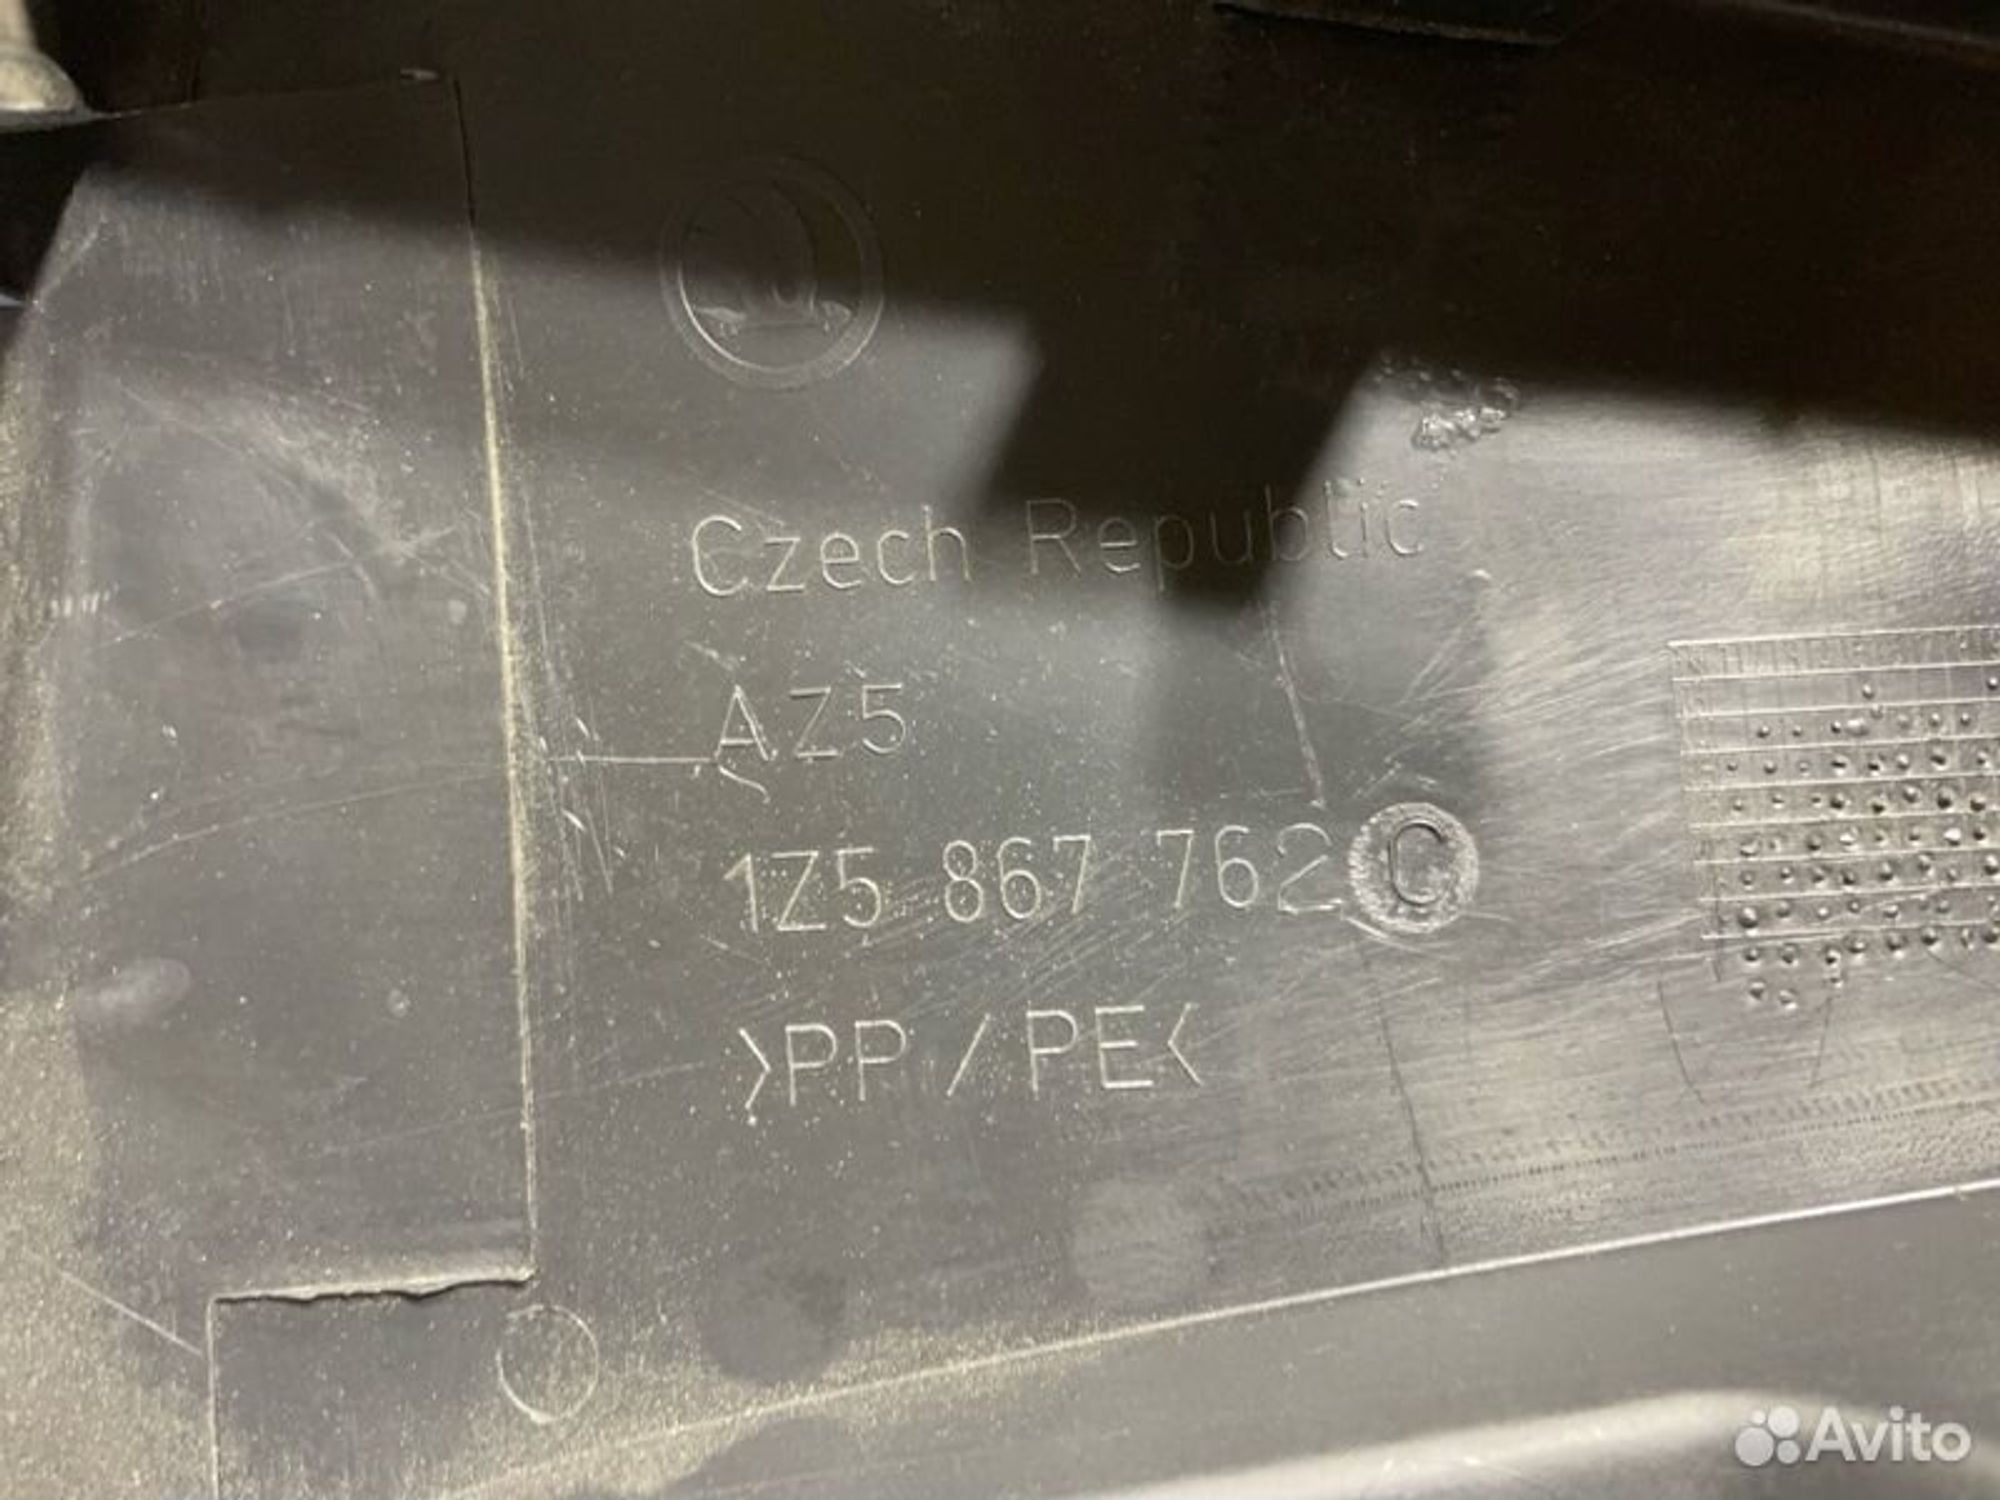 Czech Republic
AZ5
1Z5 867 762 C
>PP/PE<
Avito